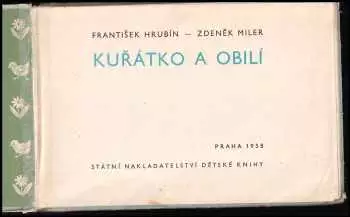 FRANTIŠEK HRUBÍN — ZDENĚK MILER
KUŘÁTKO A OBILÍ
PRAHA 1958
STÁTNÍ NAKLADATELSTVÍ DĚTSKÉ KNIHY